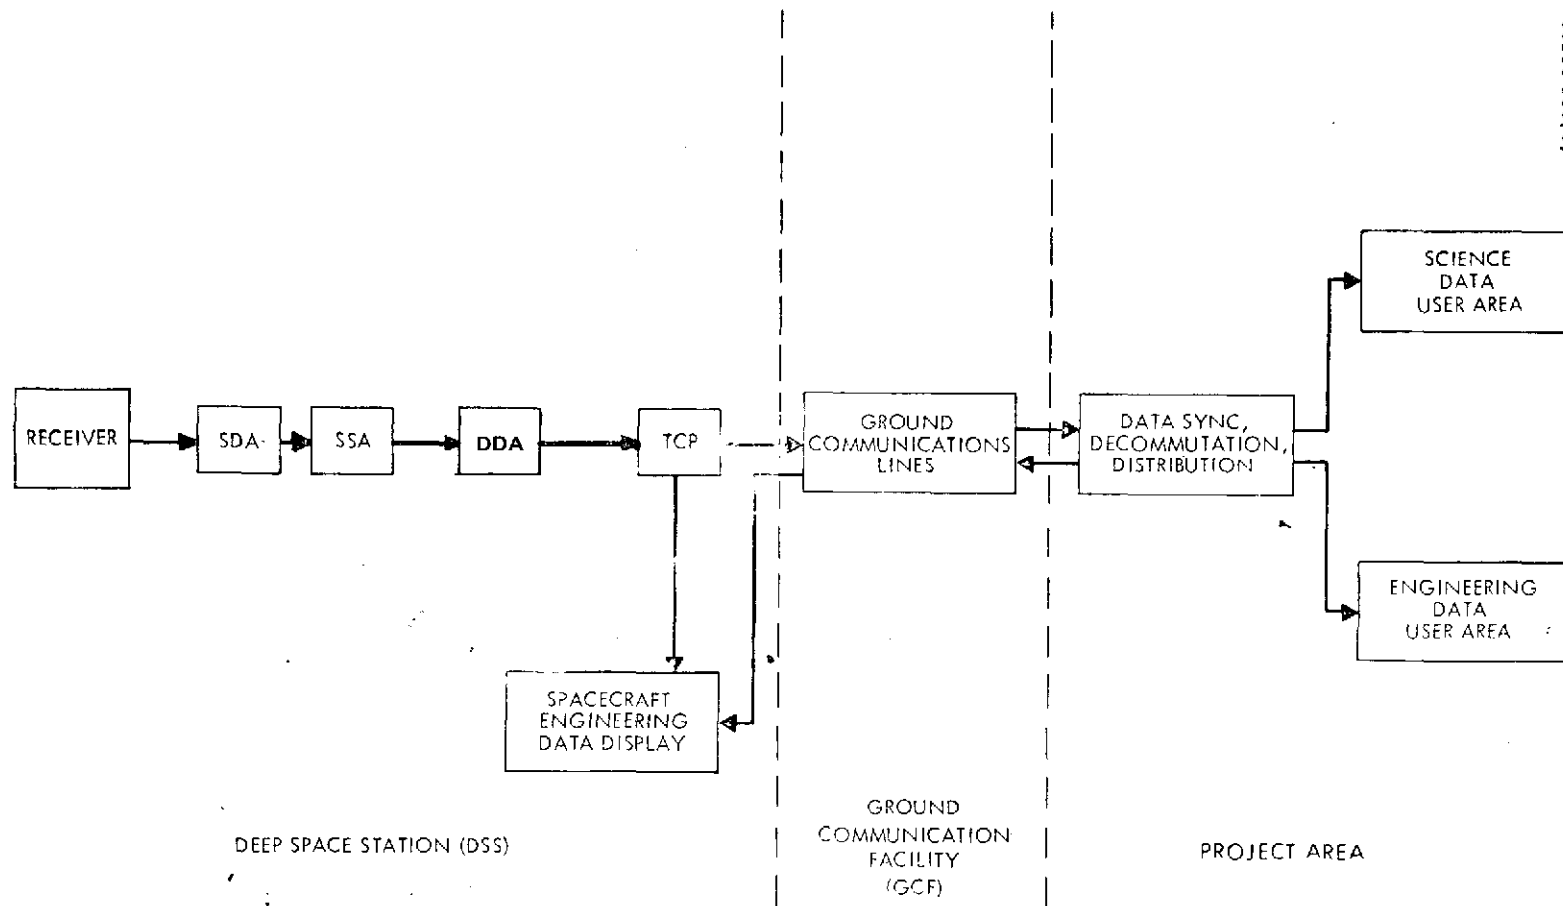 SCIENCE
DATA
USER AREA
RECEIVER
SDA
SSA
DDA
TCP
GROUND
COMMUNICATIONS
LINES
DATA SYNC,
DECOMMUTATION,
DISTRIBUTION
ENGINEERING
DATA
USER AREA
SPACECRAFT
ENGINEERING
DATA DISPLAY
DEEP SPACE STATION (DSS)
GROUND
COMMUNICATION
FACILITY
(GCF)
PROJECT AREA